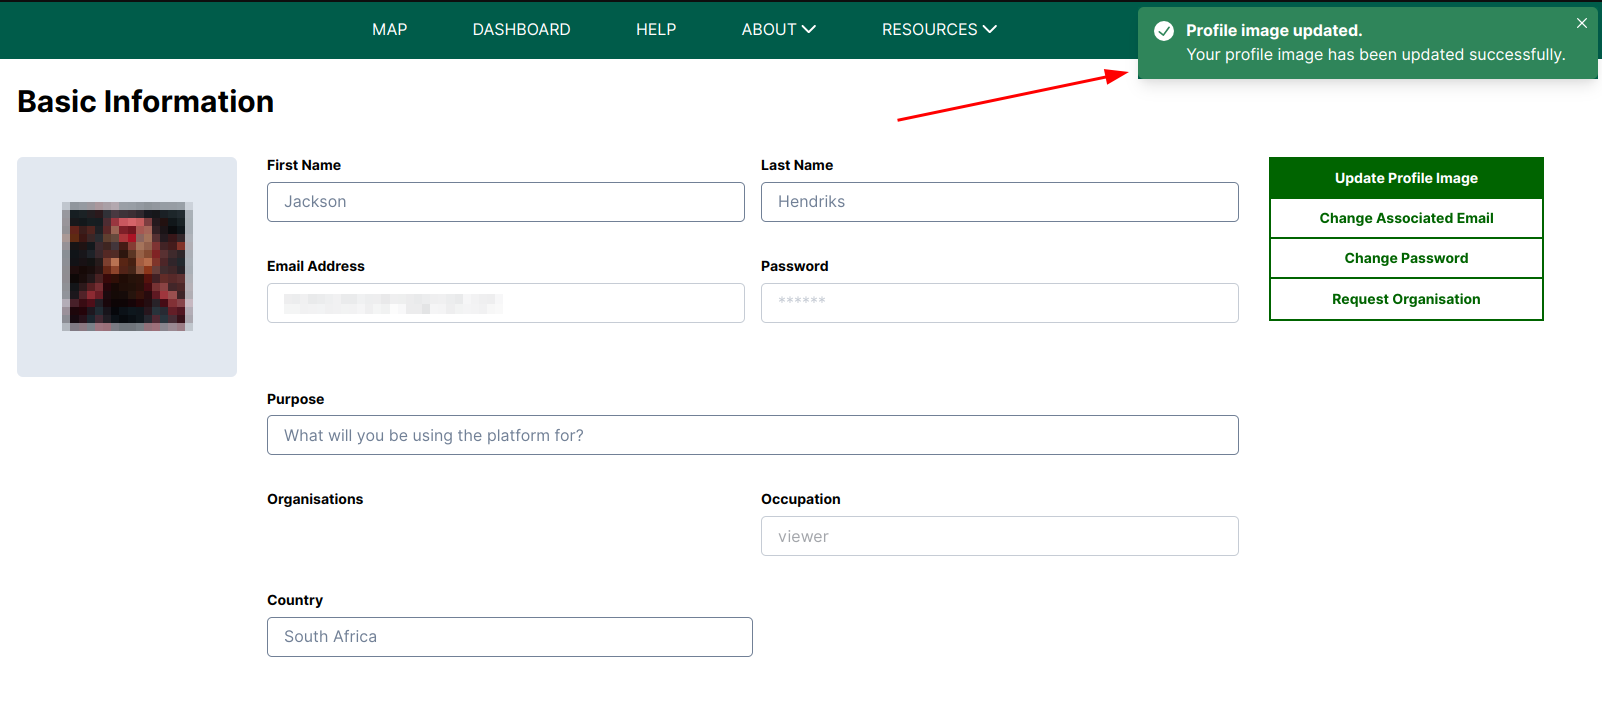 MAP DASHBOARD HELP ABOUT RESOURCES
Profile image updated.
Your profile image has been updated successfully.
Basic Information
First Name
Jackson
Last Name
Hendriks
Update Profile Image
Change Associated Email
Change Password
Request Organisation
Email Address
Password
******
Purpose
What will you be using the platform for?
Organisations
Occupation
viewer
Country
South Africa